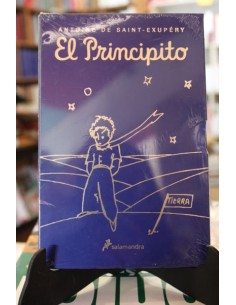 ANTOINE DE SAINT-EXUPÉRY
El Principito
TIERRA
salamandra